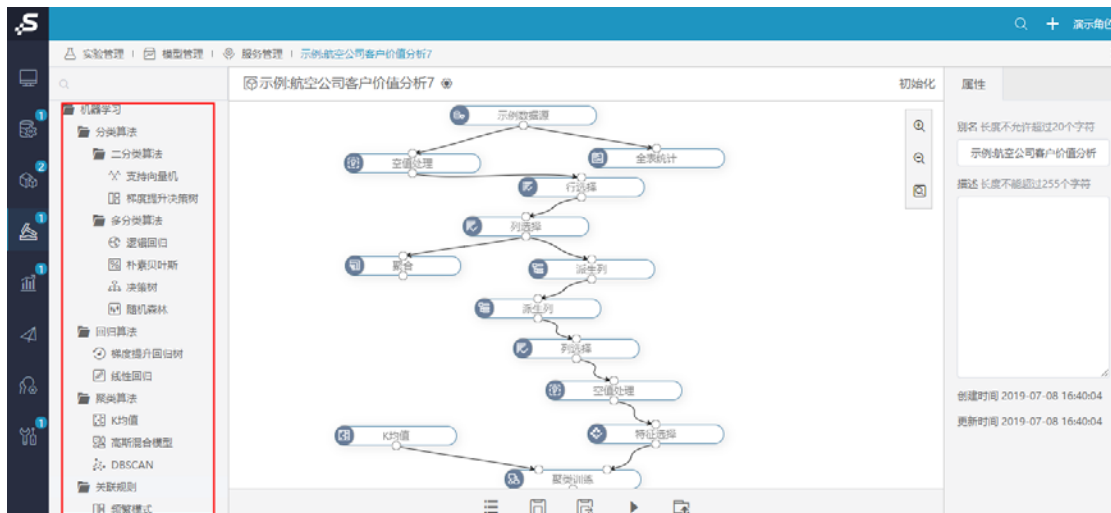 S
演示角色
实验管理 | 模型管理 | 服务管理 | 示例:航空公司客户价值分析7
示例:航空公司客户价值分析7
初始化
属性
机器学习
分类算法
二分类算法
支持向量机
梯度提升决策树
多分类算法
逻辑回归
朴素贝叶斯
决策树
随机森林
回归算法
梯度提升回归树
线性回归
聚类算法
K均值
高斯混合模型
DBSCAN
关联规则
频繁模式
1
2
1
1
1
示例数据源
空值处理
全表统计
行选择
列选择
聚合
派生列
派生列
列选择
空值处理
K均值
特征选择
聚类训练
别名 长度不允许超过20个字符
示例:航空公司客户价值分析
描述 长度不能超过255个字符
创建时间 2019-07-08 16:40:04
更新时间 2019-07-08 16:40:04